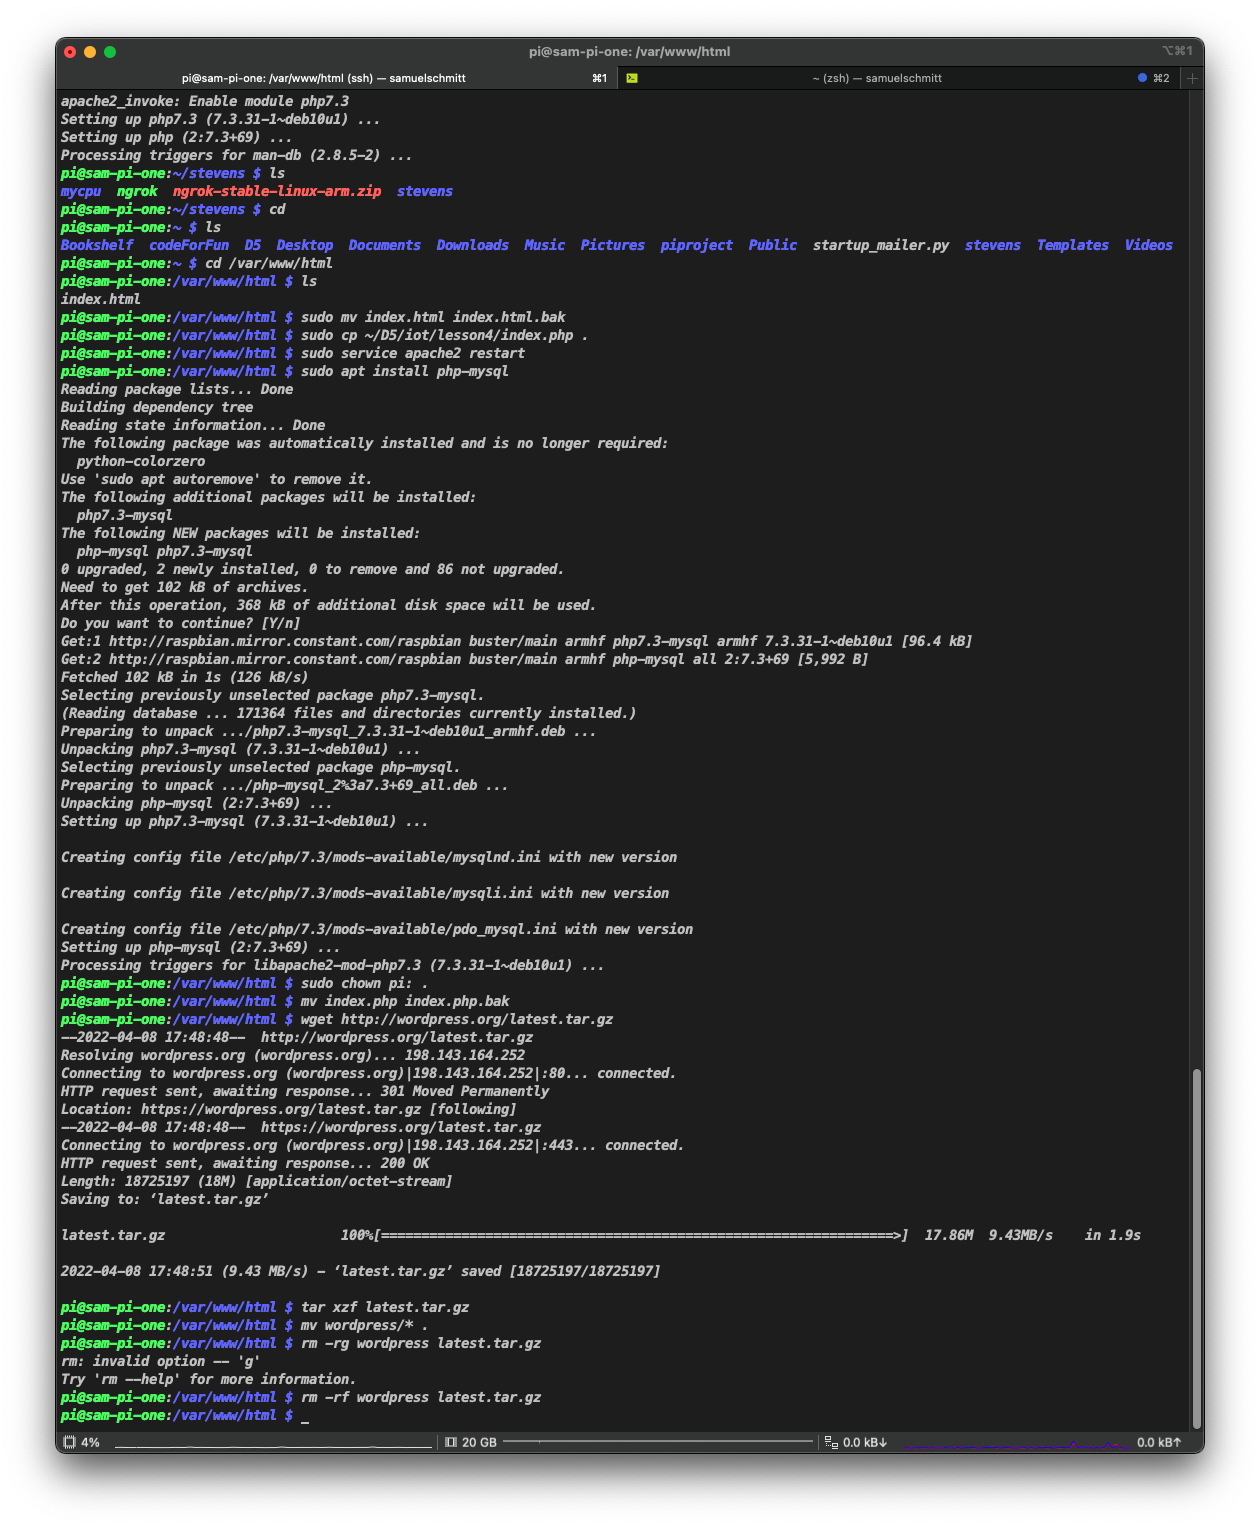 pi@sam-pi-one: /var/www/html
⌥⌘1
pi@sam-pi-one: /var/www/html (ssh) — samuelschmitt ⌘1
~ (zsh) — samuelschmitt ⌘2
apache2_invoke: Enable module php7.3
Setting up php7.3 (7.3.31-1~deb10u1) ...
Setting up php (2:7.3+69) ...
Processing triggers for man-db (2.8.5-2) ...
pi@sam-pi-one:~/stevens $ ls
mycpu  ngrok  ngrok-stable-linux-arm.zip  stevens
pi@sam-pi-one:~/stevens $ cd
pi@sam-pi-one:~ $ ls
Bookshelf  codeForFun  D5  Desktop  Documents  Downloads  Music  Pictures  piproject  Public  startup_mailer.py  stevens  Templates  Videos
pi@sam-pi-one:~ $ cd /var/www/html
pi@sam-pi-one:/var/www/html $ ls
index.html
pi@sam-pi-one:/var/www/html $ sudo mv index.html index.html.bak
pi@sam-pi-one:/var/www/html $ sudo cp ~/D5/iot/lesson4/index.php .
pi@sam-pi-one:/var/www/html $ sudo service apache2 restart
pi@sam-pi-one:/var/www/html $ sudo apt install php-mysql
Reading package lists... Done
Building dependency tree
Reading state information... Done
The following package was automatically installed and is no longer required:
  python-colorzero
Use 'sudo apt autoremove' to remove it.
The following additional packages will be installed:
  php7.3-mysql
The following NEW packages will be installed:
  php-mysql php7.3-mysql
0 upgraded, 2 newly installed, 0 to remove and 86 not upgraded.
Need to get 102 kB of archives.
After this operation, 368 kB of additional disk space will be used.
Do you want to continue? [Y/n]
Get:1 http://raspbian.mirror.constant.com/raspbian buster/main armhf php7.3-mysql armhf 7.3.31-1~deb10u1 [96.4 kB]
Get:2 http://raspbian.mirror.constant.com/raspbian buster/main armhf php-mysql all 2:7.3+69 [5,992 B]
Fetched 102 kB in 1s (126 kB/s)
Selecting previously unselected package php7.3-mysql.
(Reading database ... 171364 files and directories currently installed.)
Preparing to unpack .../php7.3-mysql_7.3.31-1~deb10u1_armhf.deb ...
Unpacking php7.3-mysql (7.3.31-1~deb10u1) ...
Selecting previously unselected package php-mysql.
Preparing to unpack .../php-mysql_2%3a7.3+69_all.deb ...
Unpacking php-mysql (2:7.3+69) ...
Setting up php7.3-mysql (7.3.31-1~deb10u1) ...
Creating config file /etc/php/7.3/mods-available/mysqlnd.ini with new version
Creating config file /etc/php/7.3/mods-available/mysqli.ini with new version
Creating config file /etc/php/7.3/mods-available/pdo_mysql.ini with new version
Setting up php-mysql (2:7.3+69) ...
Processing triggers for libapache2-mod-php7.3 (7.3.31-1~deb10u1) ...
pi@sam-pi-one:/var/www/html $ sudo chown pi: .
pi@sam-pi-one:/var/www/html $ mv index.php index.php.bak
pi@sam-pi-one:/var/www/html $ wget http://wordpress.org/latest.tar.gz
--2022-04-08 17:48:48--  http://wordpress.org/latest.tar.gz
Resolving wordpress.org (wordpress.org)... 198.143.164.252
Connecting to wordpress.org (wordpress.org)|198.143.164.252|:80... connected.
HTTP request sent, awaiting response... 301 Moved Permanently
Location: https://wordpress.org/latest.tar.gz [following]
--2022-04-08 17:48:48--  https://wordpress.org/latest.tar.gz
Connecting to wordpress.org (wordpress.org)|198.143.164.252|:443... connected.
HTTP request sent, awaiting response... 200 OK
Length: 18725197 (18M) [application/octet-stream]
Saving to: ‘latest.tar.gz’
latest.tar.gz                      100%[================================================================>]  17.86M  9.43MB/s    in 1.9s
2022-04-08 17:48:51 (9.43 MB/s) - ‘latest.tar.gz’ saved [18725197/18725197]
pi@sam-pi-one:/var/www/html $ tar xzf latest.tar.gz
pi@sam-pi-one:/var/www/html $ mv wordpress/* .
pi@sam-pi-one:/var/www/html $ rm -rg wordpress latest.tar.gz
rm: invalid option -- 'g'
Try 'rm --help' for more information.
pi@sam-pi-one:/var/www/html $ rm -rf wordpress latest.tar.gz
pi@sam-pi-one:/var/www/html $ _
4% 20 GB 0.0 kB↓ 0.0 kB↑